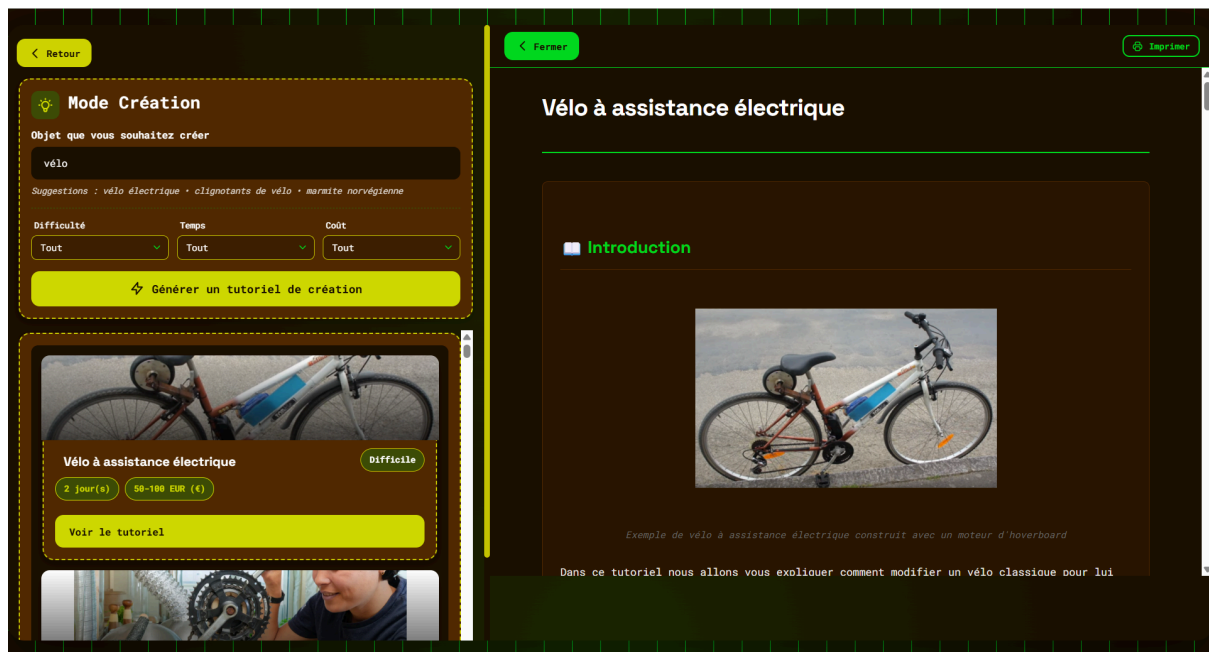 Retour
Mode Création
Objet que vous souhaitez créer
vélo
Suggestions : vélo électrique • clignotants de vélo • marmite norvégienne
Difficulté Temps Coût
Tout Tout Tout
Générer un tutoriel de création
Vélo à assistance électrique
Difficile
2 jour(s) 50-100 EUR (€)
Voir le tutoriel
Fermer
Imprimer
Vélo à assistance électrique
Introduction
Exemple de vélo à assistance électrique construit avec un moteur d'hoverboard
Dans ce tutoriel nous allons vous expliquer comment modifier un vélo classique pour lui